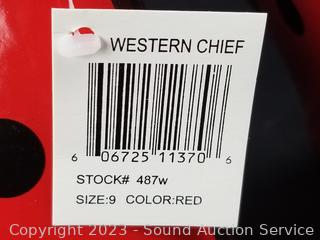 WESTERN CHIEF
6 06725 11370 6
STOCK# 487w
SIZE:9 COLOR:RED
Copyright 2023 - Sound Auction Service